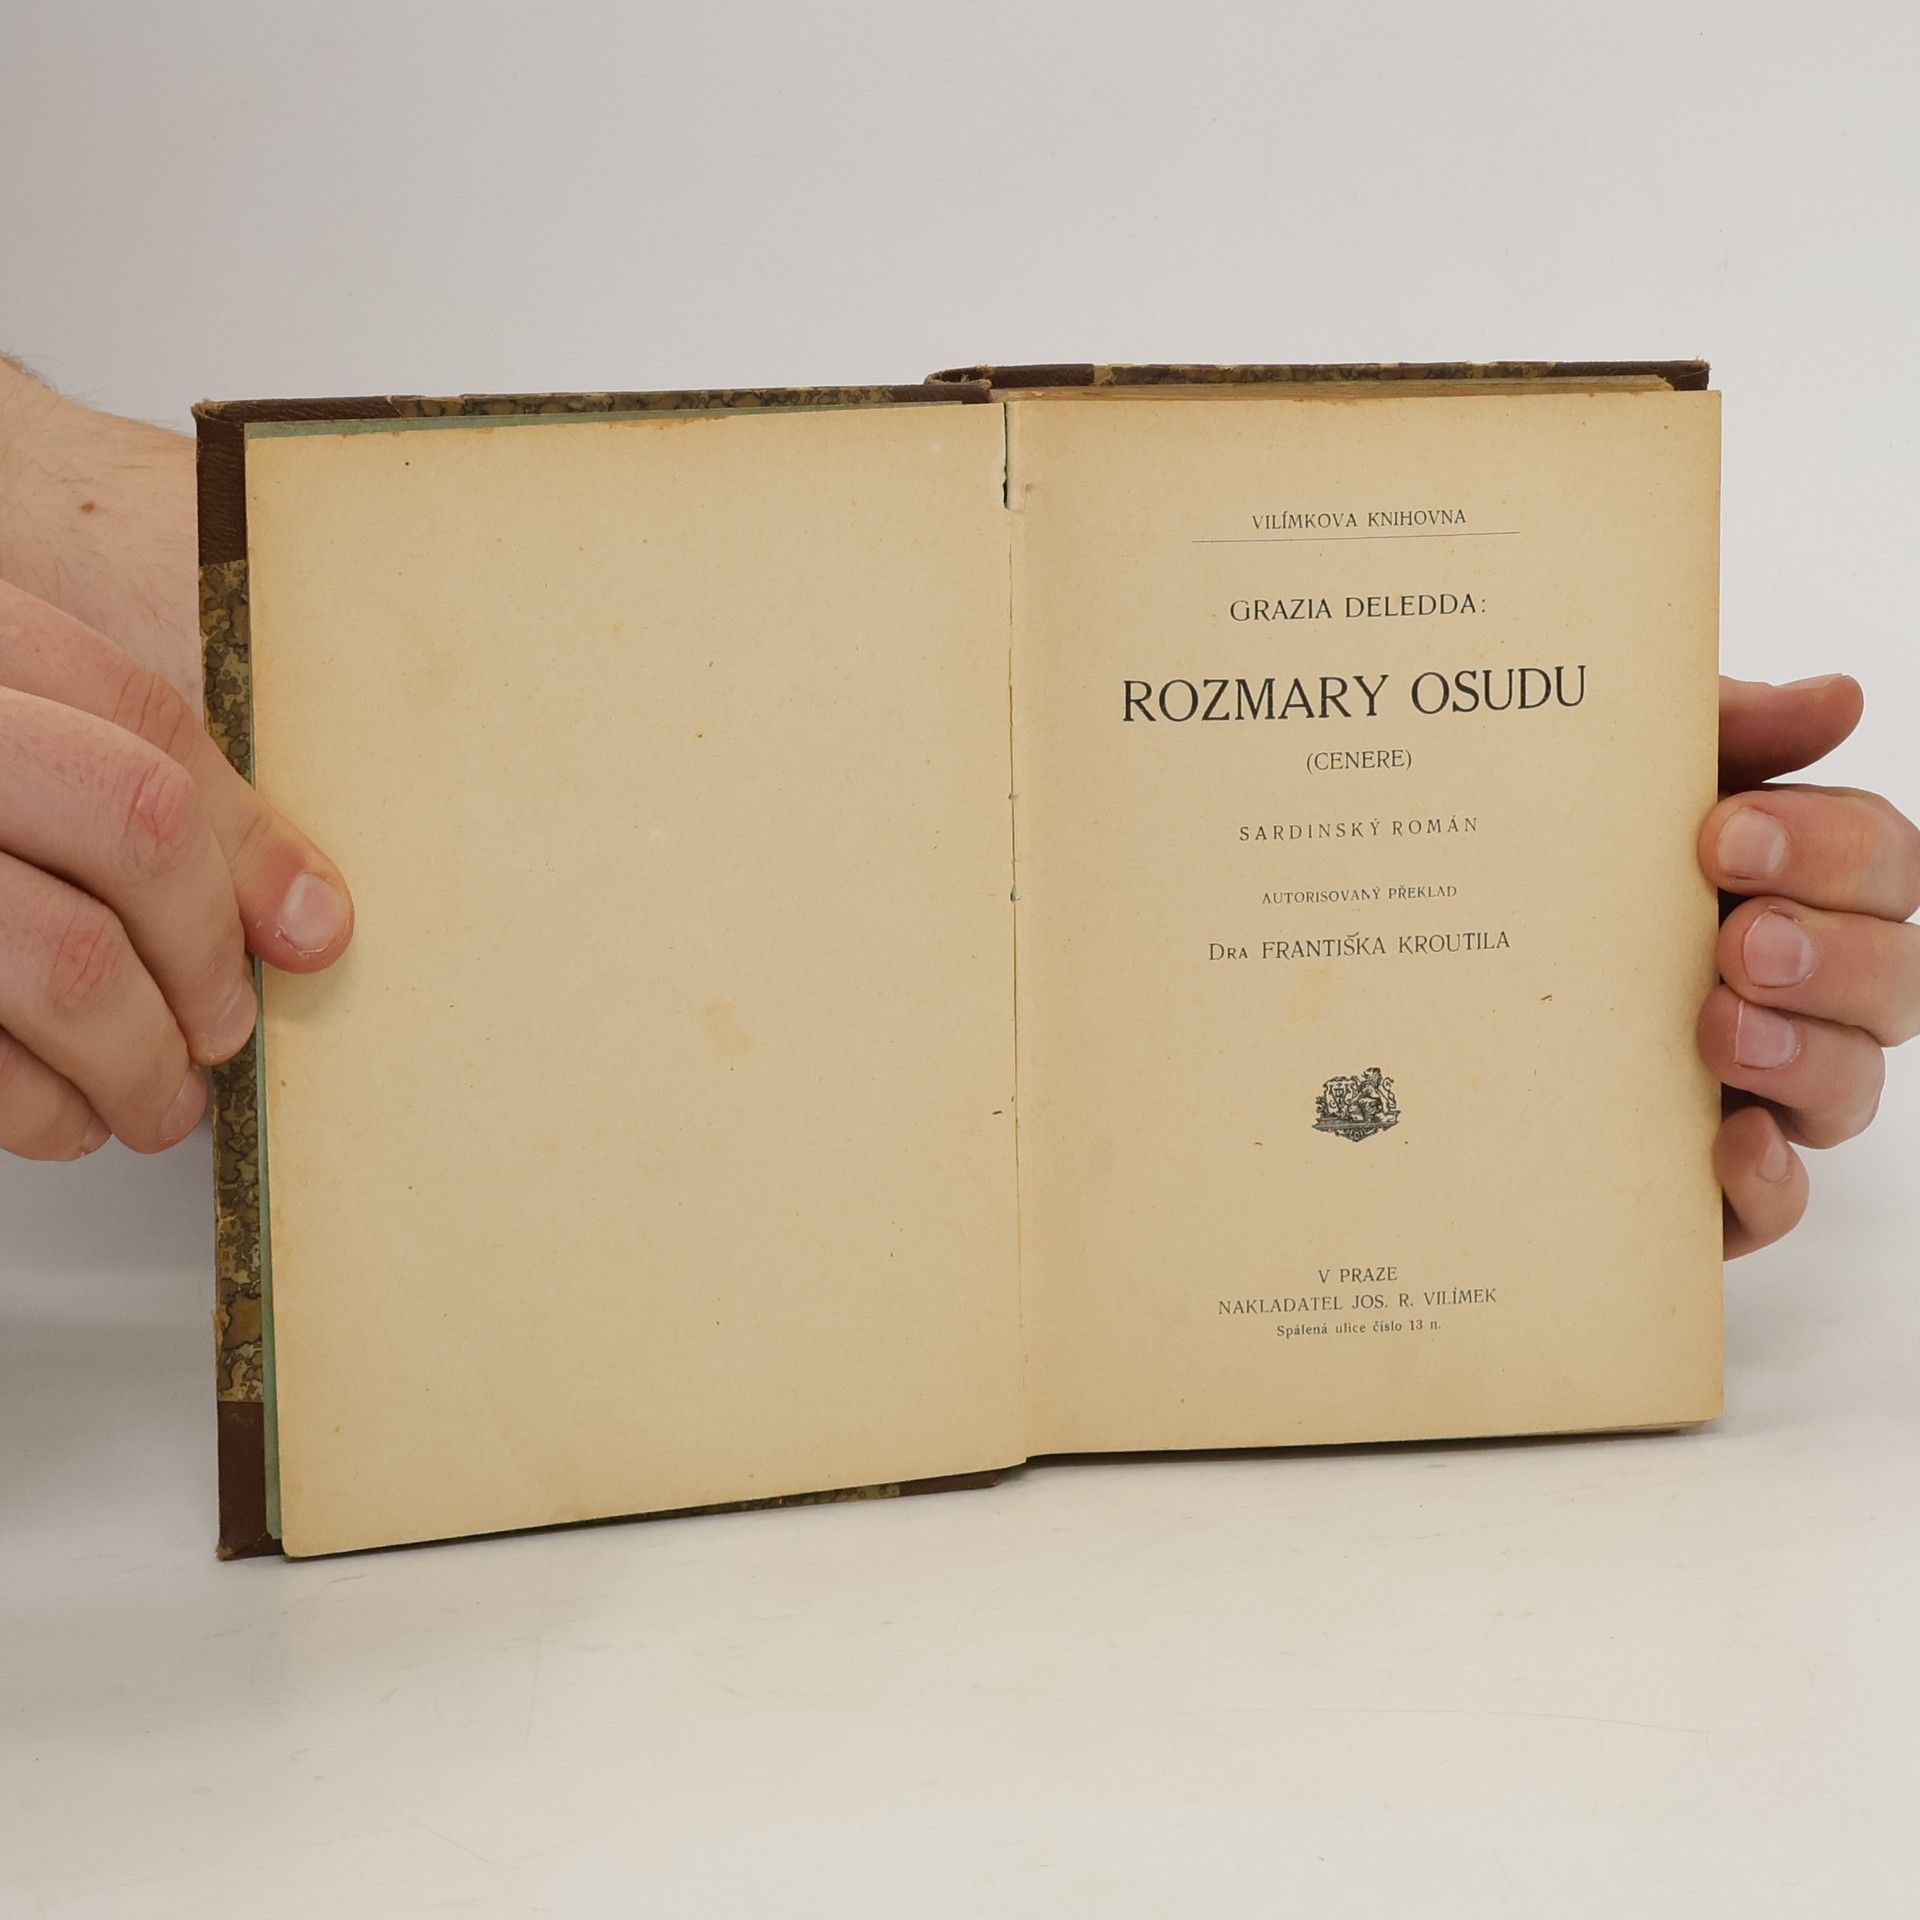 VILÍMKOVA KNIHOVNA
GRAZIA DELEDDA:
ROZMARY OSUDU
(CENERE)
SARDINSKÝ ROMÁN
AUTORISOVANÝ PŘEKLAD
Dra FRANTIŠKA KROUTILA
V PRAZE
NAKLADATEL JOS. R. VILÍMEK
Spálená ulice číslo 13 n.